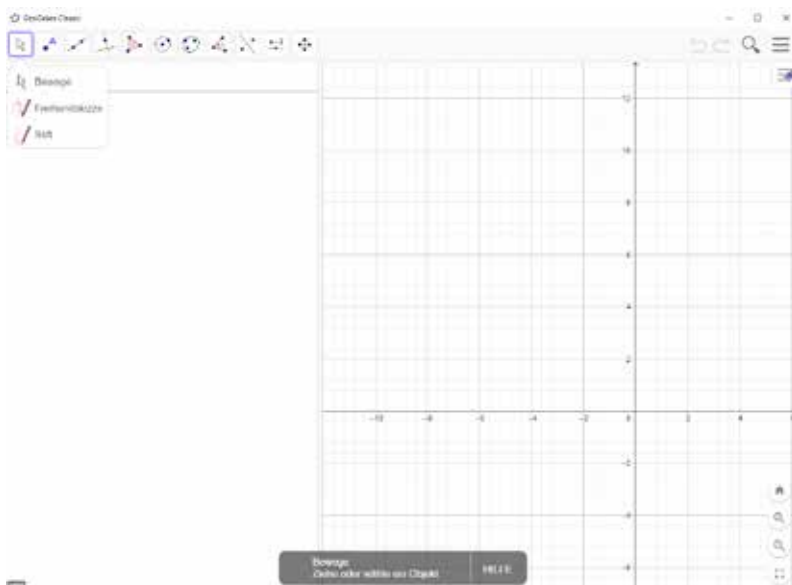 GeoGebra Classic
Bewege
Freihandskizze
Stift
12
10
8
6
4
2
-10
-8
-6
-4
-2
0
2
4
-2
-4
-6
Bewege
Ziehe oder wähle ein Objekt
HILFE